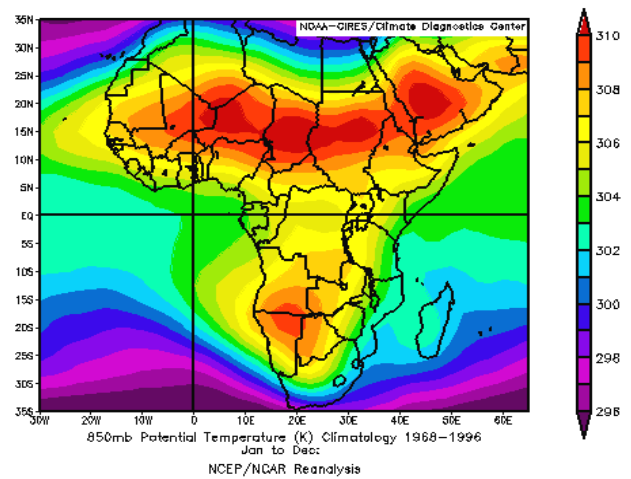 NOAA-CIRES/Climate Diagnostics Center
35N
30N
25N
20N
15N
10N
5N
EQ
5S
10S
15S
20S
25S
30S
35S
30W 20W 10W 0 10E 20E 30E 40E 50E 60E
310
308
306
304
302
300
298
296
850mb Potential Temperature (K) Climatology 1968-1996
Jan to Dec:
NCEP/NCAR Reanalysis